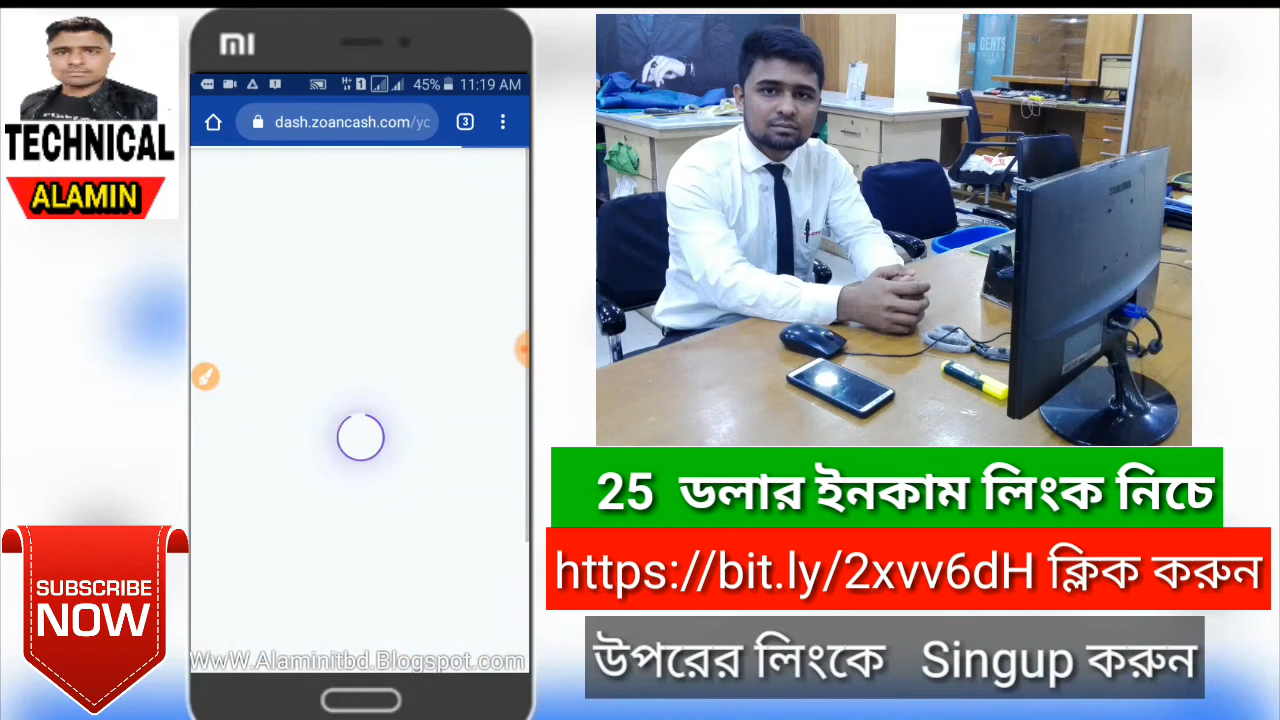 TECHNICAL
ALAMIN
SUBSCRIBE
NOW
45% 11:19 AM
dash.zoancash.com/yc
3
WwW.Alaminitbd.Blogspot.com
GENTS
25 ডলার ইনকাম লিংক নিচে
https://bit.ly/2xvv6dH ক্লিক করুন
উপরের লিংকে Singup করুন